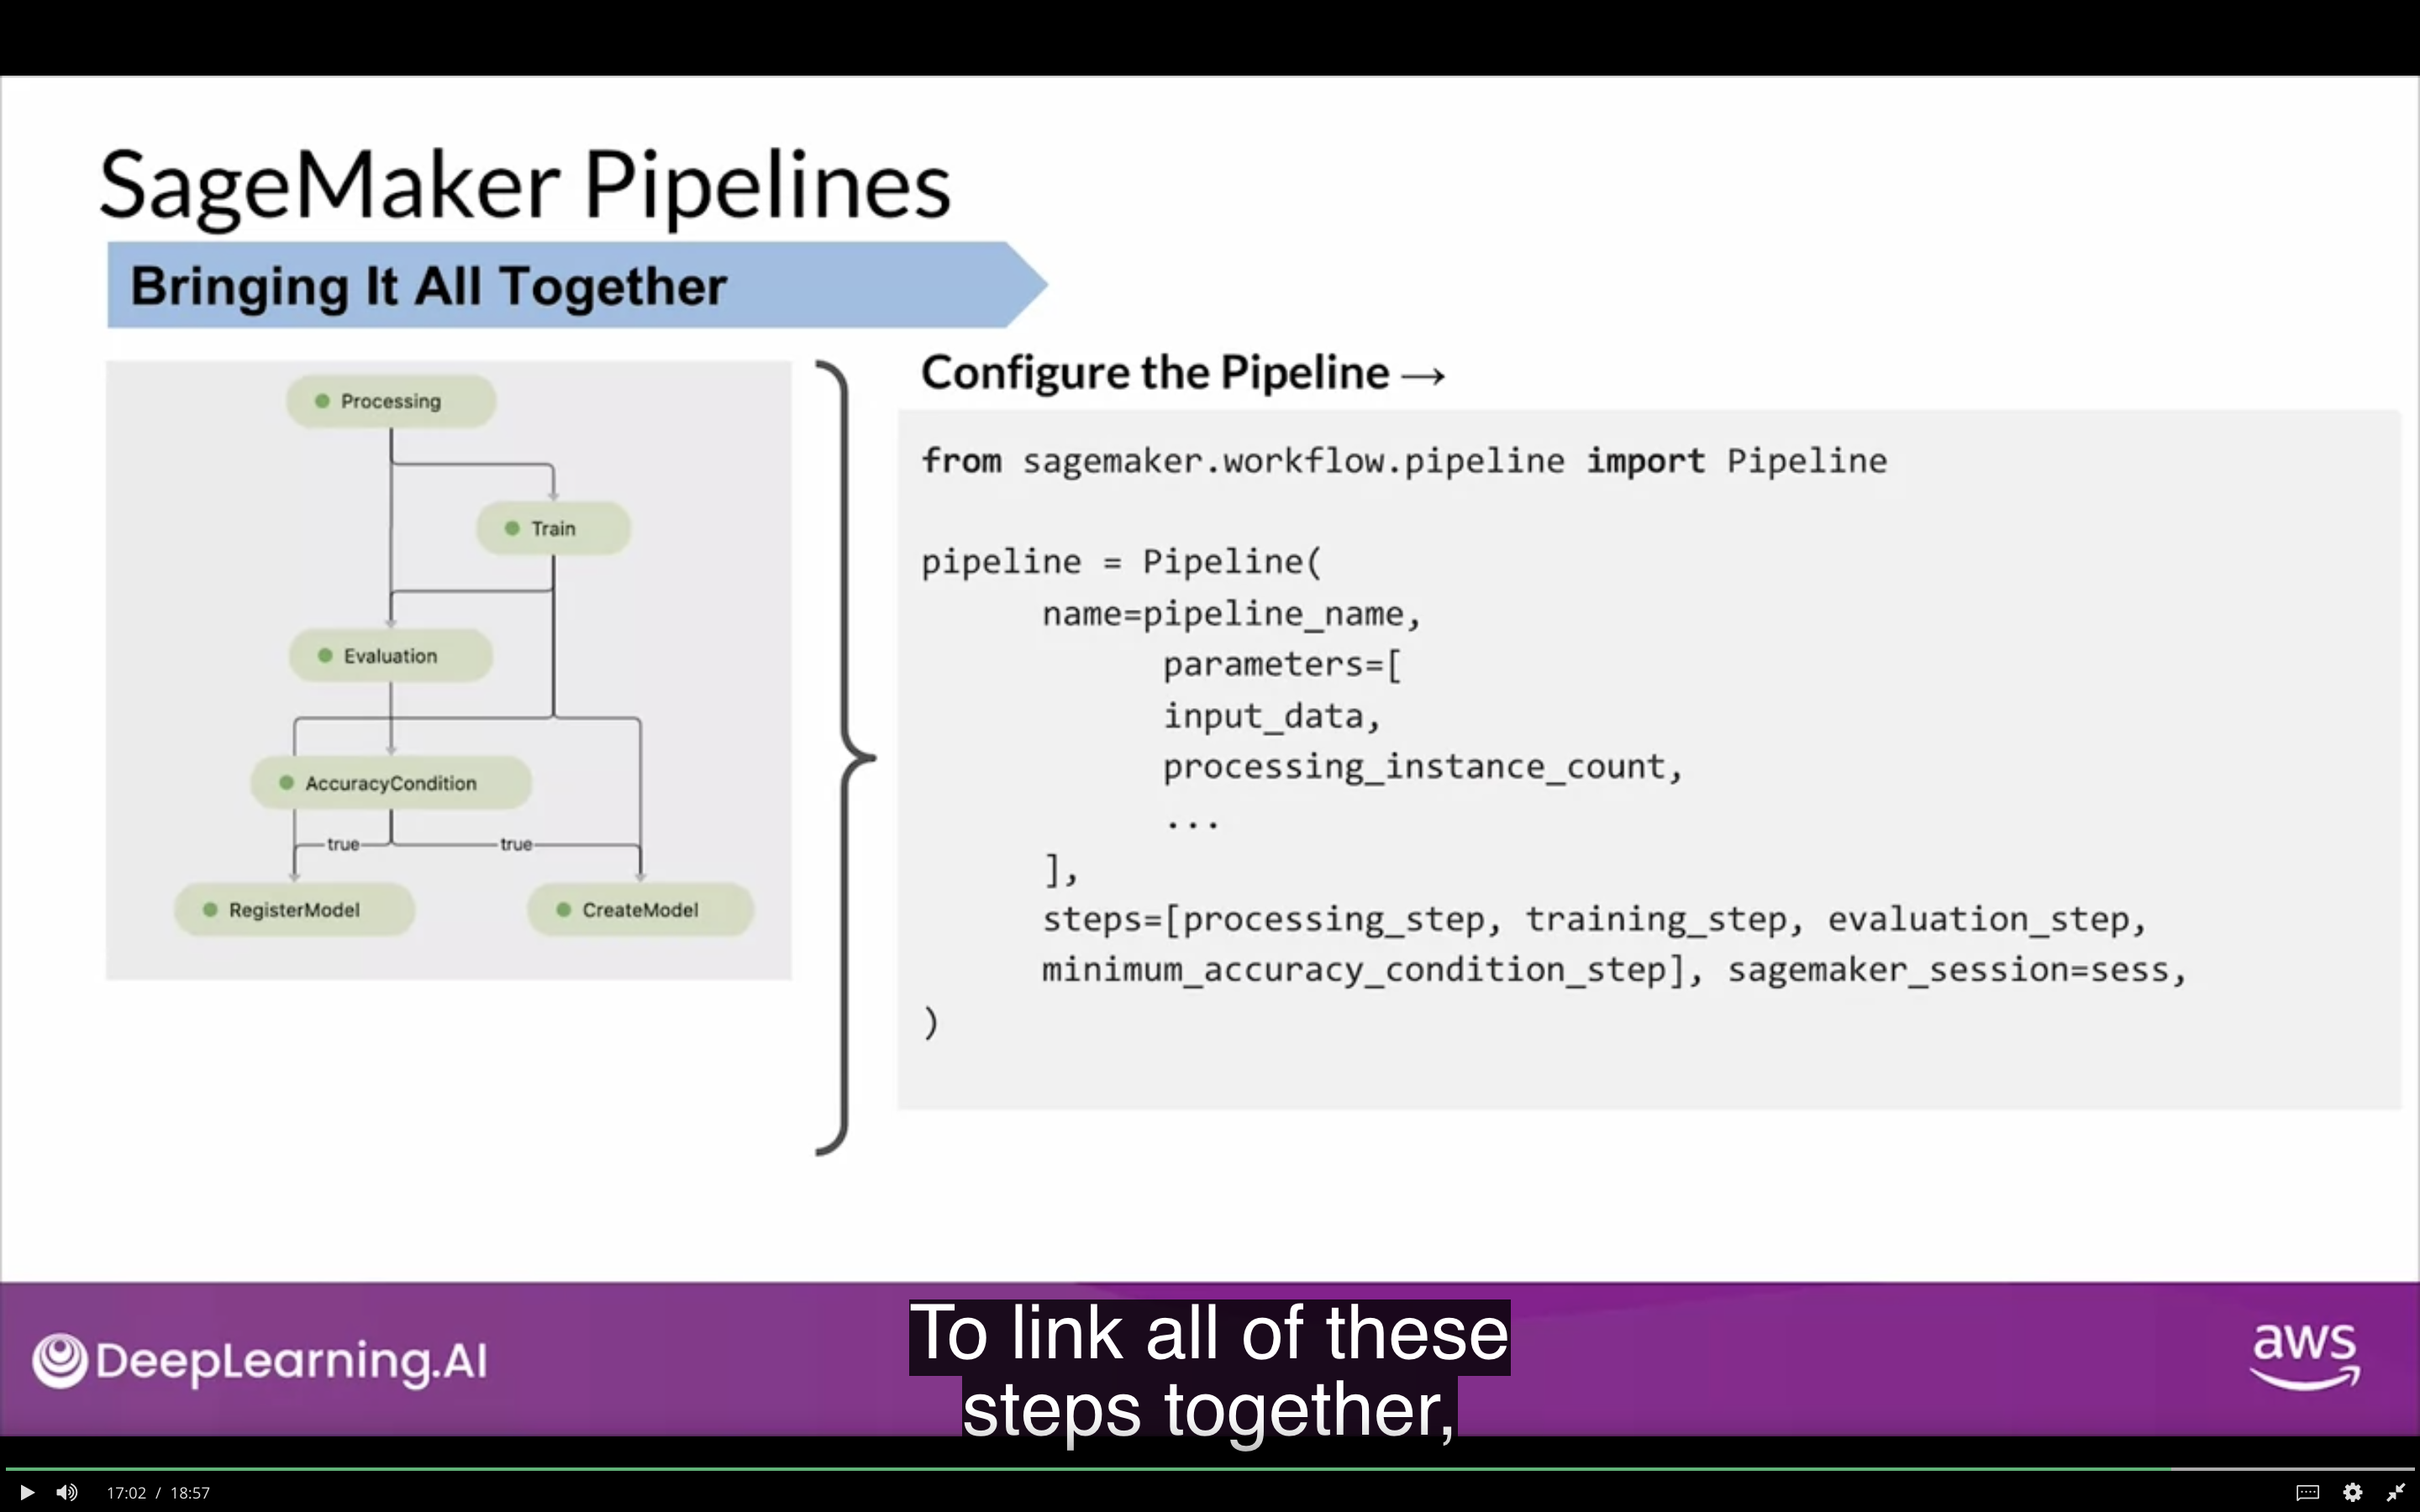 SageMaker Pipelines
Bringing It All Together
Processing
Train
Evaluation
AccuracyCondition
true
true
RegisterModel
CreateModel
Configure the Pipeline →
from sagemaker.workflow.pipeline import Pipeline
pipeline = Pipeline(
name=pipeline_name,
parameters=[
input_data,
processing_instance_count,
...
],
steps=[processing_step, training_step, evaluation_step,
minimum_accuracy_condition_step], sagemaker_session=sess,
)
DeepLearning.AI
To link all of these
steps together,
aws
17:02 / 18:57